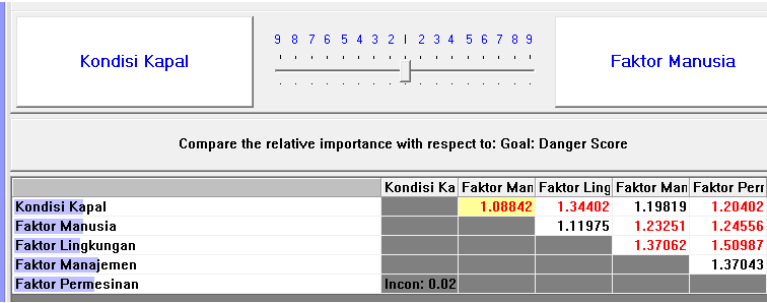 Kondisi Kapal
9 8 7 6 5 4 3 2 1 2 3 4 5 6 7 8 9
Faktor Manusia
Compare the relative importance with respect to: Goal: Danger Score
Kondisi Ka Faktor Man Faktor Ling Faktor Man Faktor Perr
Kondisi Kapal 1.08842 1.34402 1.19819 1.20402
Faktor Manusia 1.11975 1.23251 1.24556
Faktor Lingkungan 1.37062 1.50987
Faktor Manajemen 1.37043
Faktor Permesinan Incon: 0.02